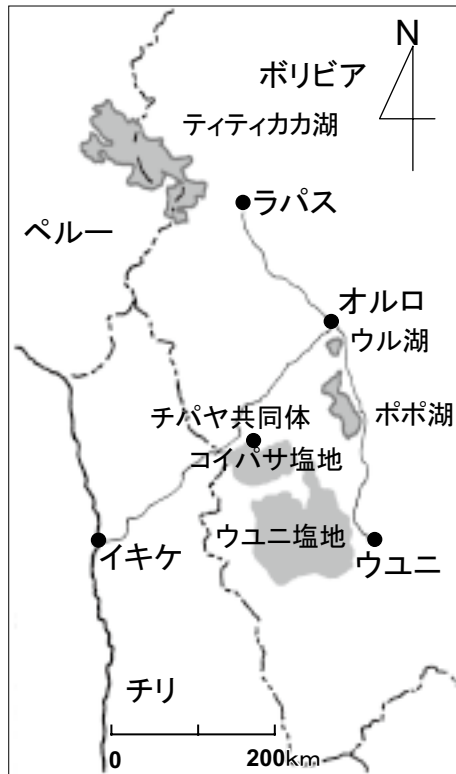 N
ボリビア
ティティカカ湖
ラパス
ペルー
オルロ
ウル湖
チパヤ共同体
ポポ湖
コイパサ塩地
ウユニ塩地
イキケ
ウユニ
チリ
0 200km